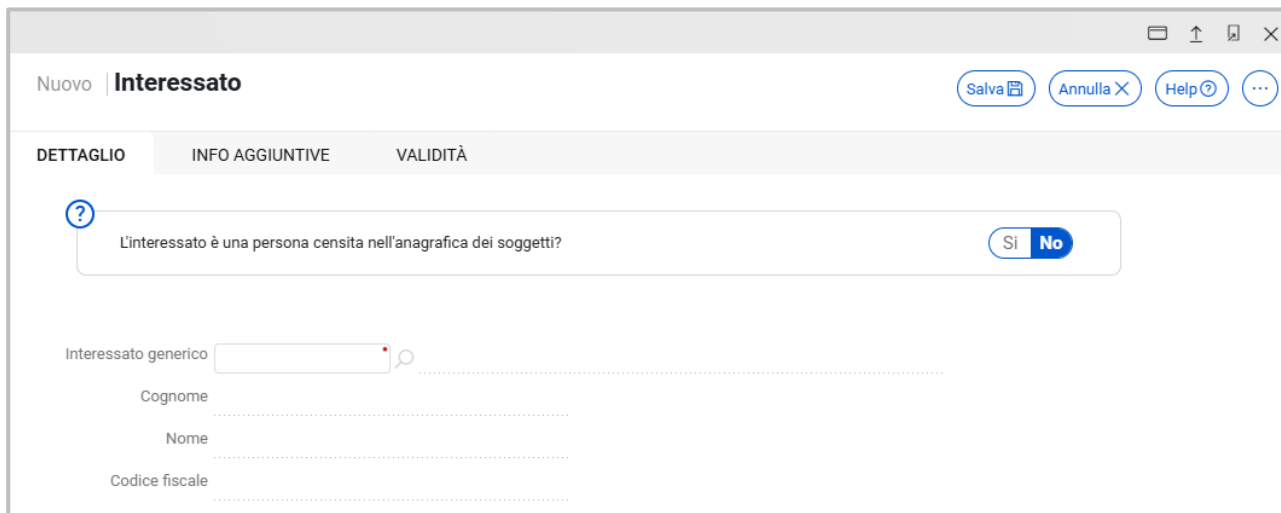 Nuovo Interessato
Salva Annulla Help
DETTAGLIO INFO AGGIUNTIVE VALIDITÀ
?
L'interessato è una persona censita nell'anagrafica dei soggetti? Si No
Interessato generico *
Cognome
Nome
Codice fiscale